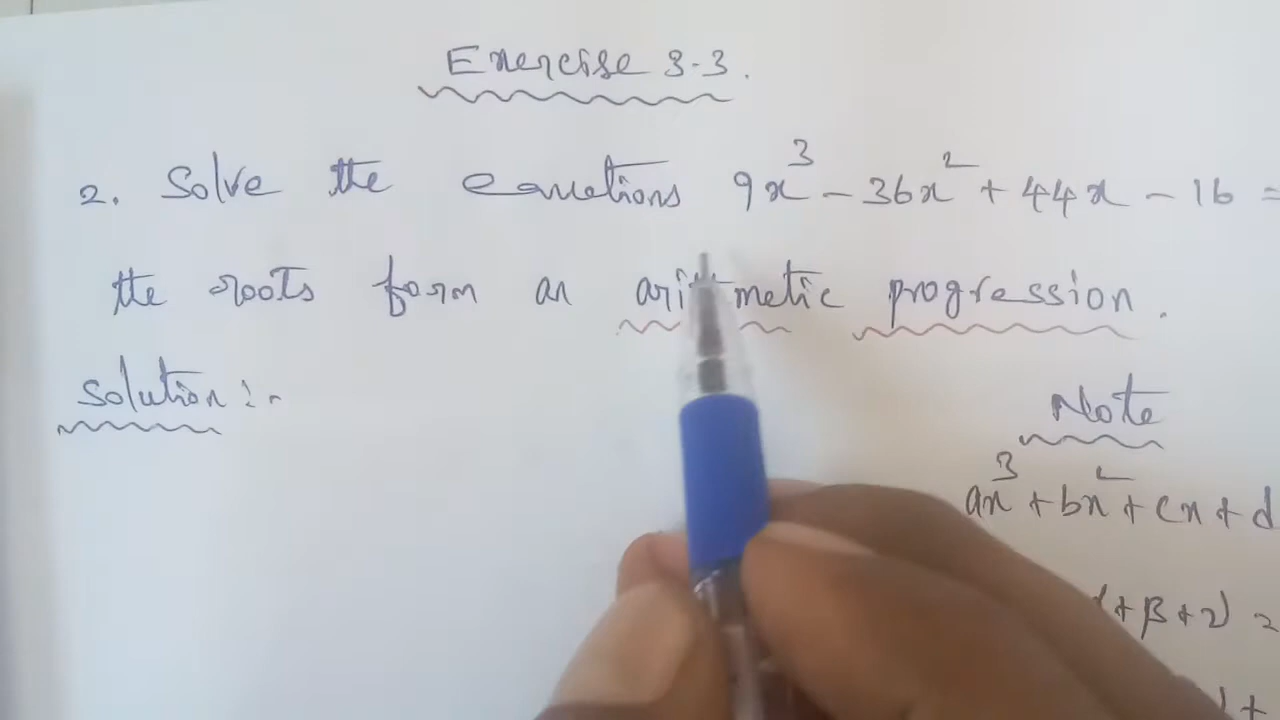 Exercise 3.3.
2. Solve the equations 9x³ - 36x² + 44x - 16 =
the roots form an arithmetic progression.
Solution:-
Note
ax³ + bx² + cx + d
+ β + γ =